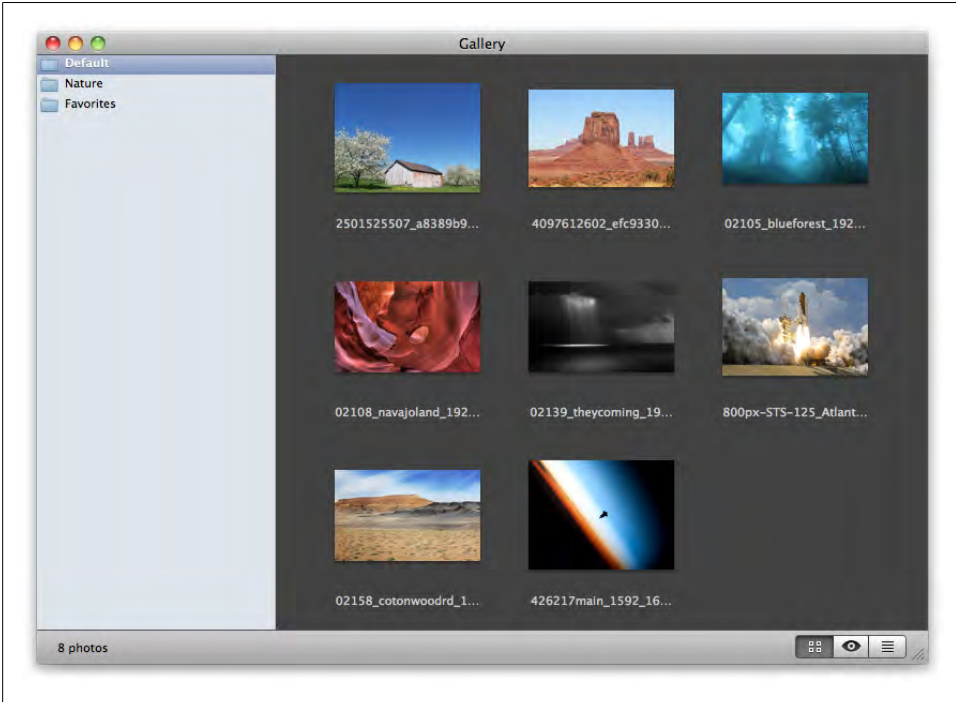 Gallery
Default
Nature
Favorites
2501525507_a8389b9...
4097612602_efc9330...
02105_blueforest_192...
02108_navajoland_192...
02139_theycoming_19...
800px-STS-125_Atlant...
02158_cotonwoodrd_1...
426217main_1592_16...
8 photos